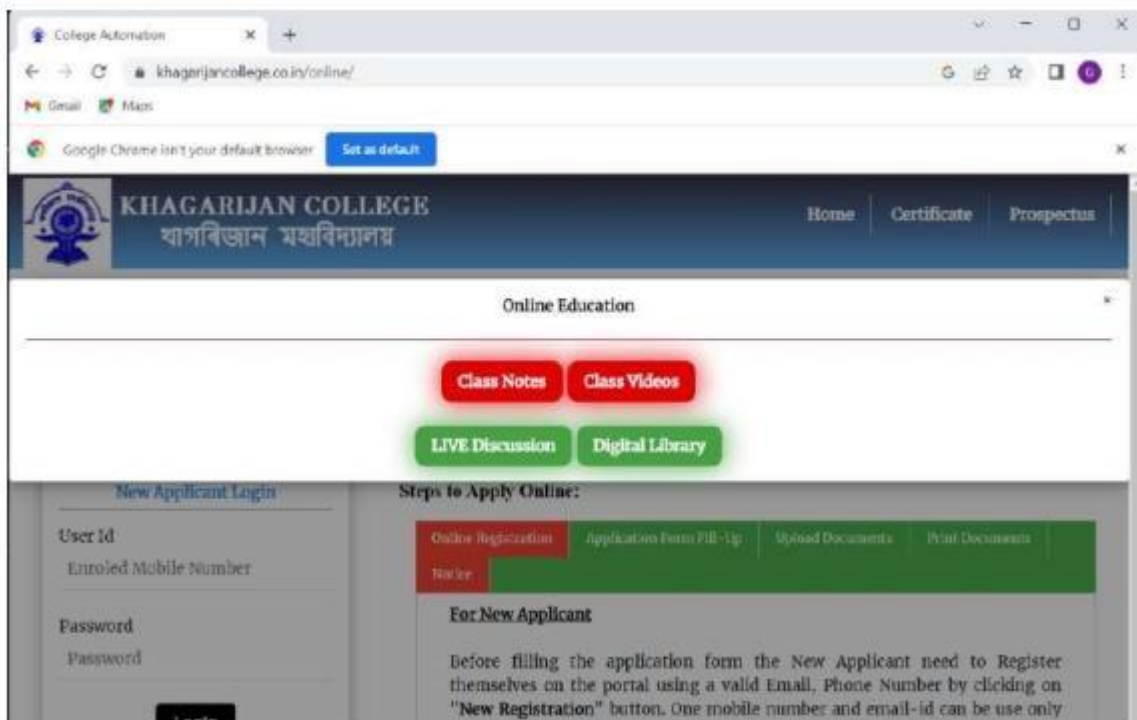 College Automation
khagarijancollege.co.in/online/
Gmail Maps
Google Chrome isn't your default browser Set as default
KHAGARIJAN COLLEGE
খাগৰিজান মহাবিদ্যালয়
Home Certificate Prospectus
Online Education
Class Notes Class Videos
LIVE Discussion Digital Library
New Applicant Login
User Id
Enroled Mobile Number
Password
Password
Login
Steps to Apply Online:
Online Registration Application Form Fill-Up Upload Documents Print Documents
Notice
For New Applicant
Before filling the application form the New Applicant need to Register
themselves on the portal using a valid Email, Phone Number by clicking on
"New Registration" button. One mobile number and email-id can be use only